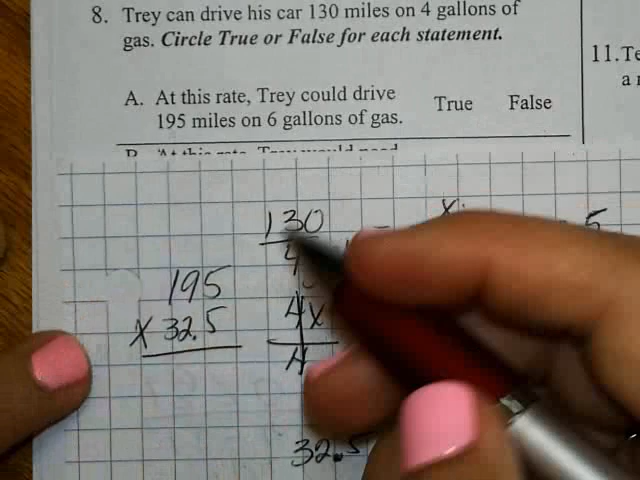 8. Trey can drive his car 130 miles on 4 gallons of
gas. Circle True or False for each statement.
11. Te
a
A. At this rate, Trey could drive
195 miles on 6 gallons of gas.
True False
130
4
195
x 32.5
4x
4
5
32.5